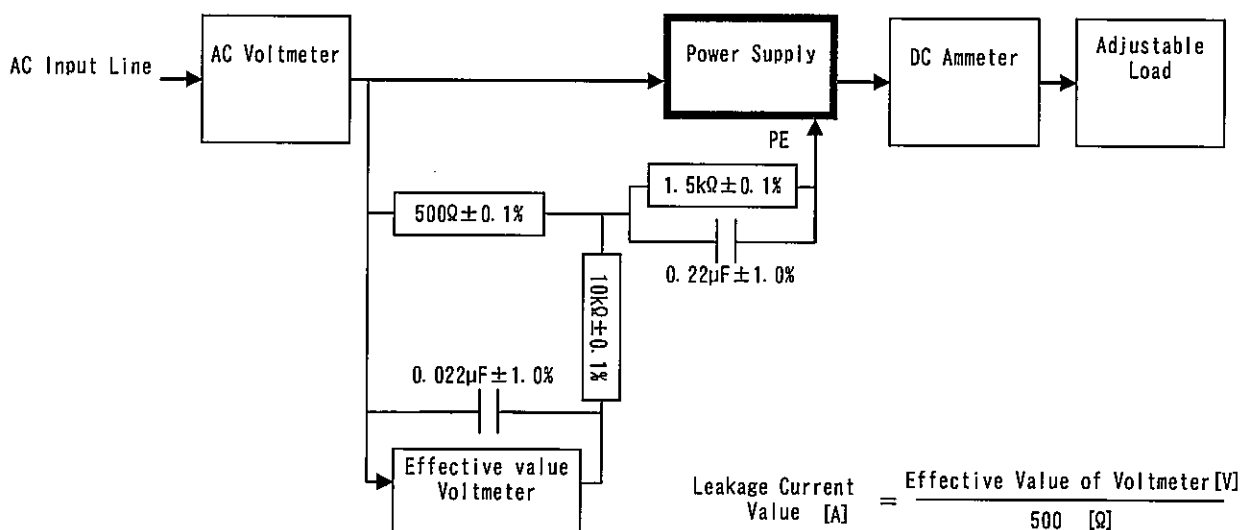 AC Input Line
AC Voltmeter
Power Supply
DC Ammeter
Adjustable
Load
PE
1.5kΩ±0.1%
500Ω±0.1%
0.22μF±1.0%
10kΩ±0.1%
0.022μF±1.0%
Effective value
Voltmeter
Leakage Current
Value [A]
=
Effective Value of Voltmeter[V]
500 [Ω]